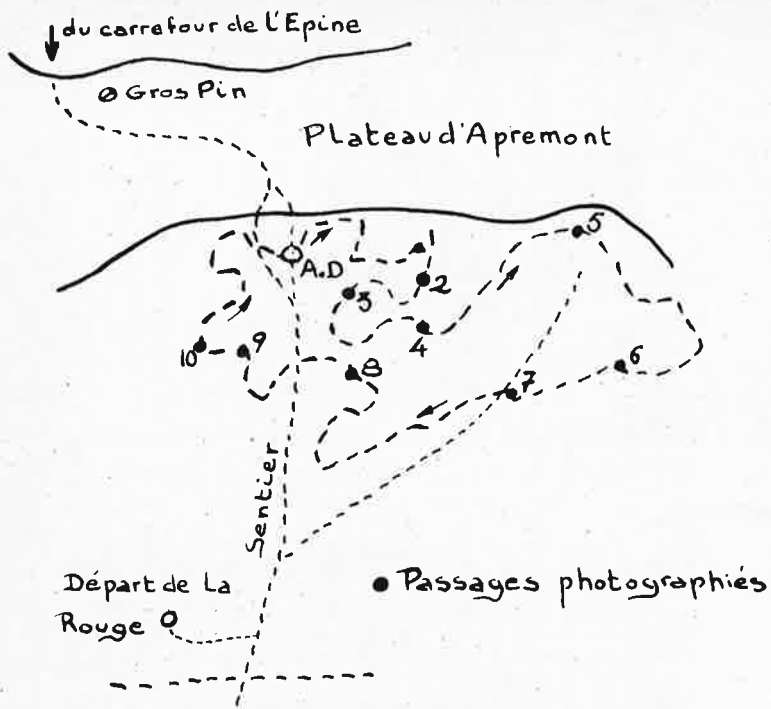 du carrefour de L'Epine
Gros Pin
Plateau d'Apremont
5
A.D
2
3
4
10
9
8
7
6
Sentier
Départ de La
Rouge
Passages photographiés